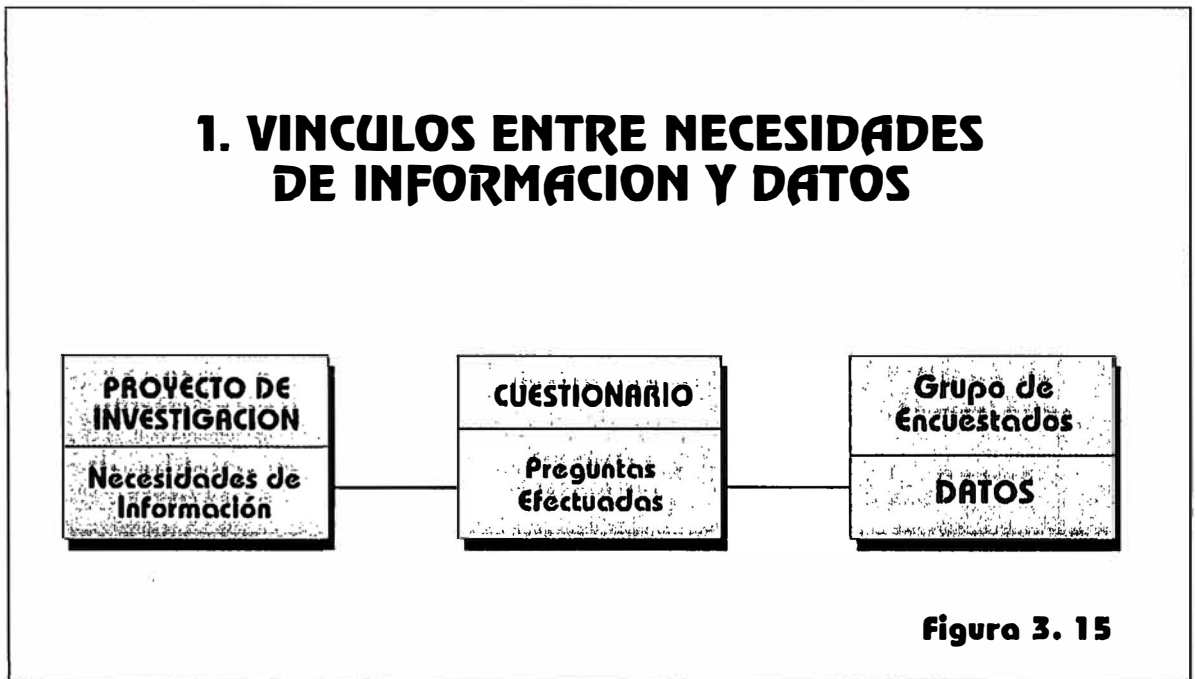 1. VINCULOS ENTRE NECESIDADES
DE INFORMACION Y DATOS
PROYECTO DE
INVESTIGACION
Necesidades de
Información
CUESTIONARIO
Preguntas
Efectuadas
Grupo de
Encuestados
DATOS
Figura 3. 15